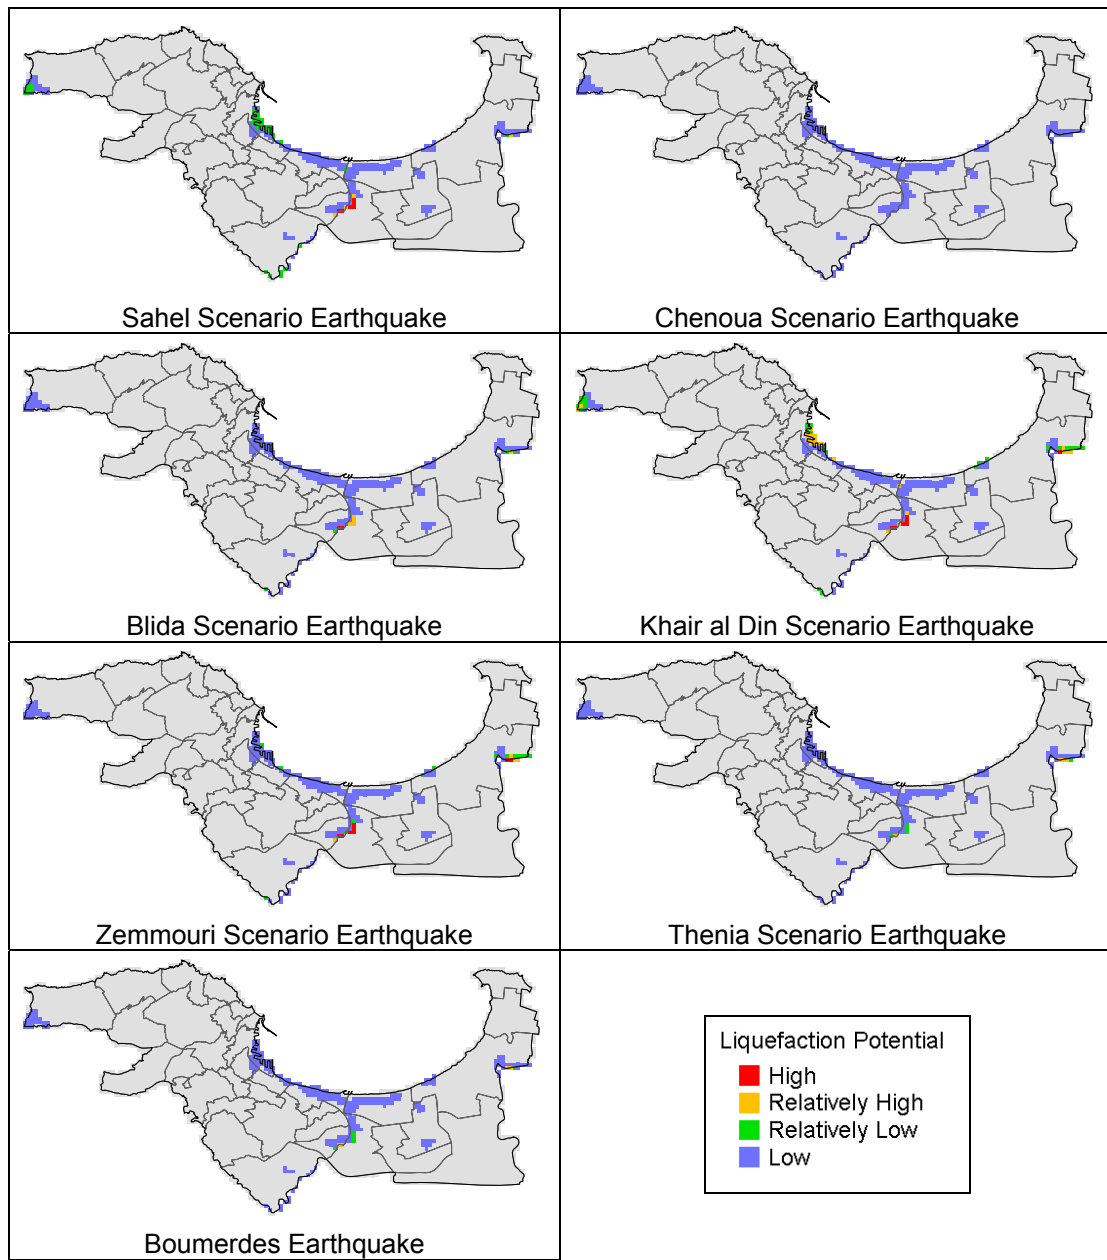 Sahel Scenario Earthquake
Chenoua Scenario Earthquake
Blida Scenario Earthquake
Khair al Din Scenario Earthquake
Zemmouri Scenario Earthquake
Thenia Scenario Earthquake
Boumerdes Earthquake
Liquefaction Potential
High
Relatively High
Relatively Low
Low